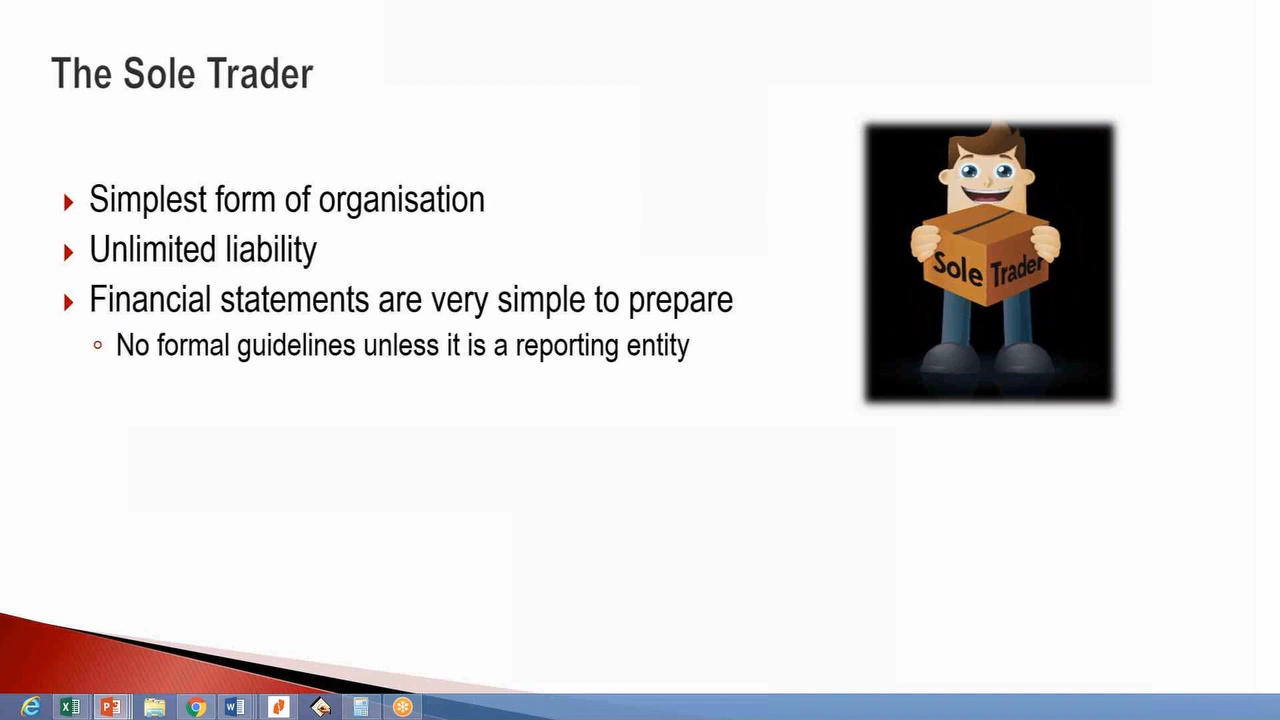 The Sole Trader
Simplest form of organisation
Unlimited liability
Financial statements are very simple to prepare
No formal guidelines unless it is a reporting entity
Sole Trader